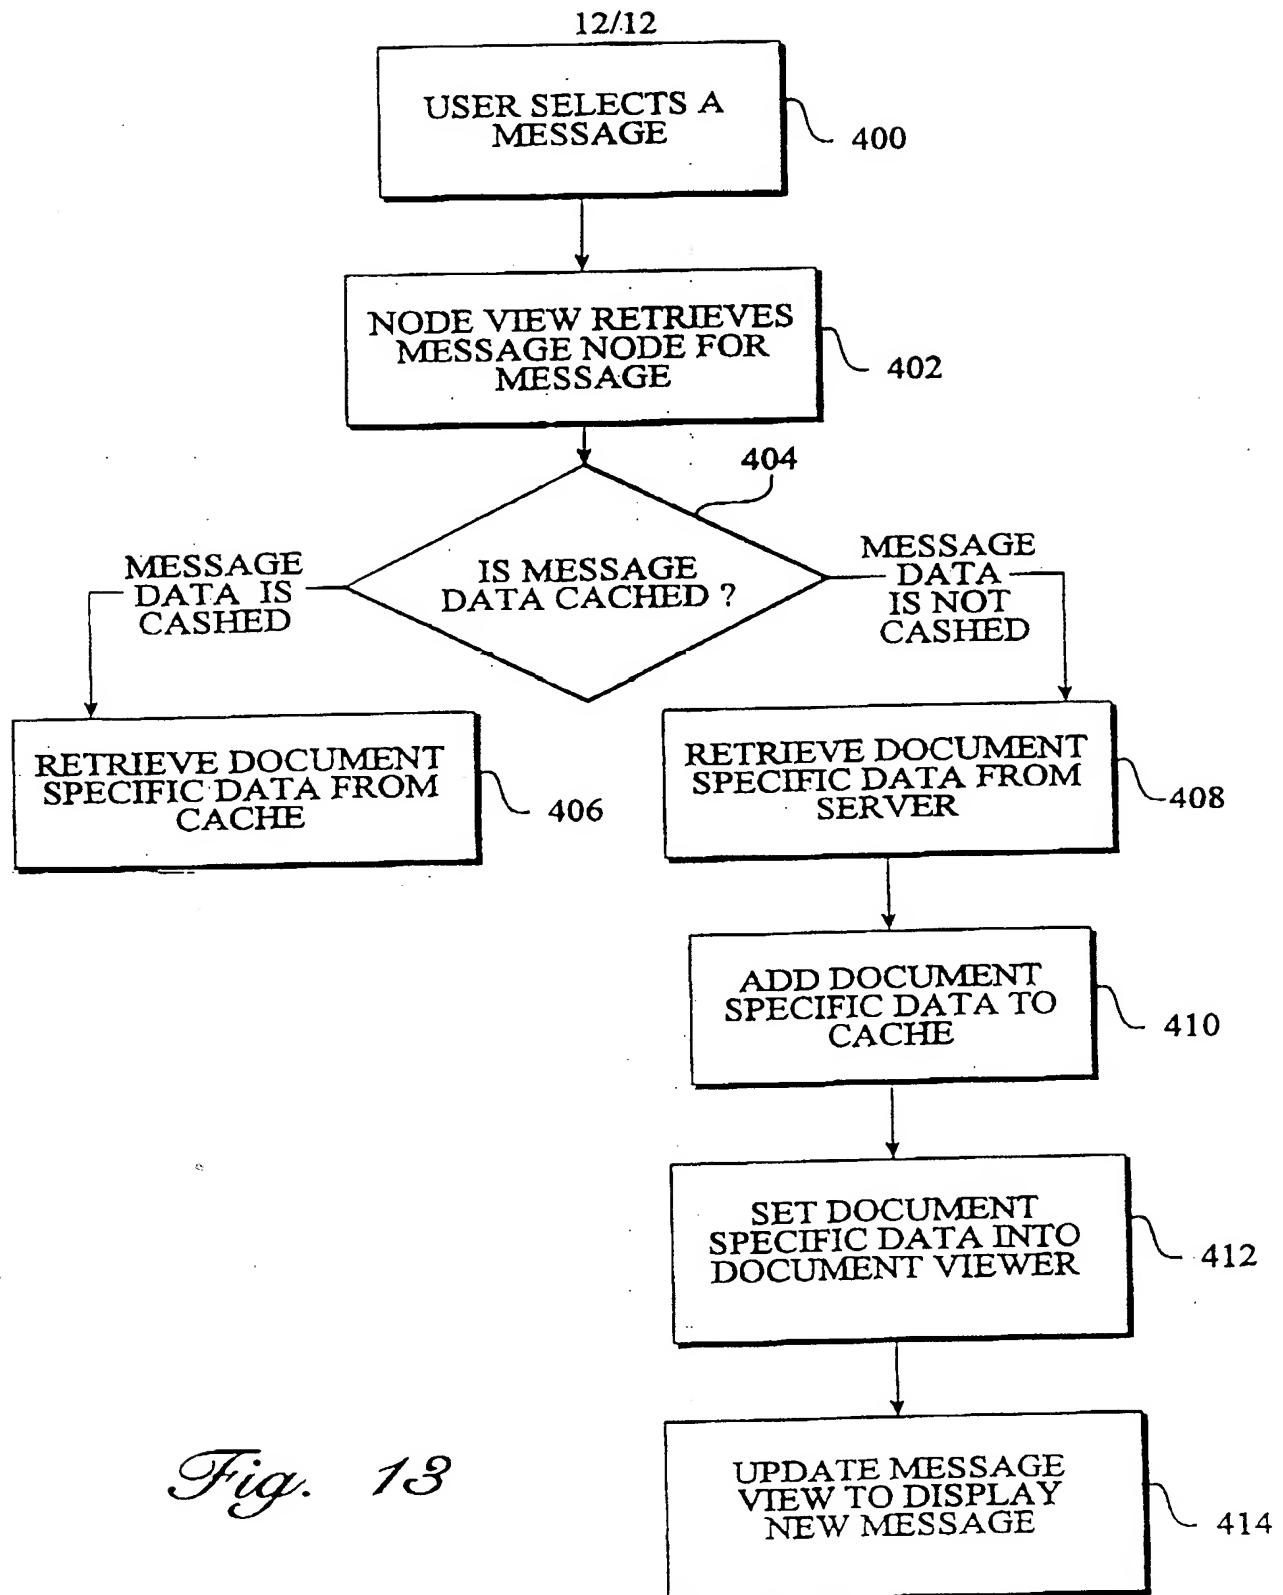 12/12
USER SELECTS A
MESSAGE
400
NODE VIEW RETRIEVES
MESSAGE NODE FOR
MESSAGE
402
404
IS MESSAGE
DATA CACHED ?
MESSAGE
DATA IS
CASHED
MESSAGE
DATA
IS NOT
CASHED
RETRIEVE DOCUMENT
SPECIFIC DATA FROM
CACHE
406
RETRIEVE DOCUMENT
SPECIFIC DATA FROM
SERVER
408
ADD DOCUMENT
SPECIFIC DATA TO
CACHE
410
SET DOCUMENT
SPECIFIC DATA INTO
DOCUMENT VIEWER
412
UPDATE MESSAGE
VIEW TO DISPLAY
NEW MESSAGE
414
Fig. 13